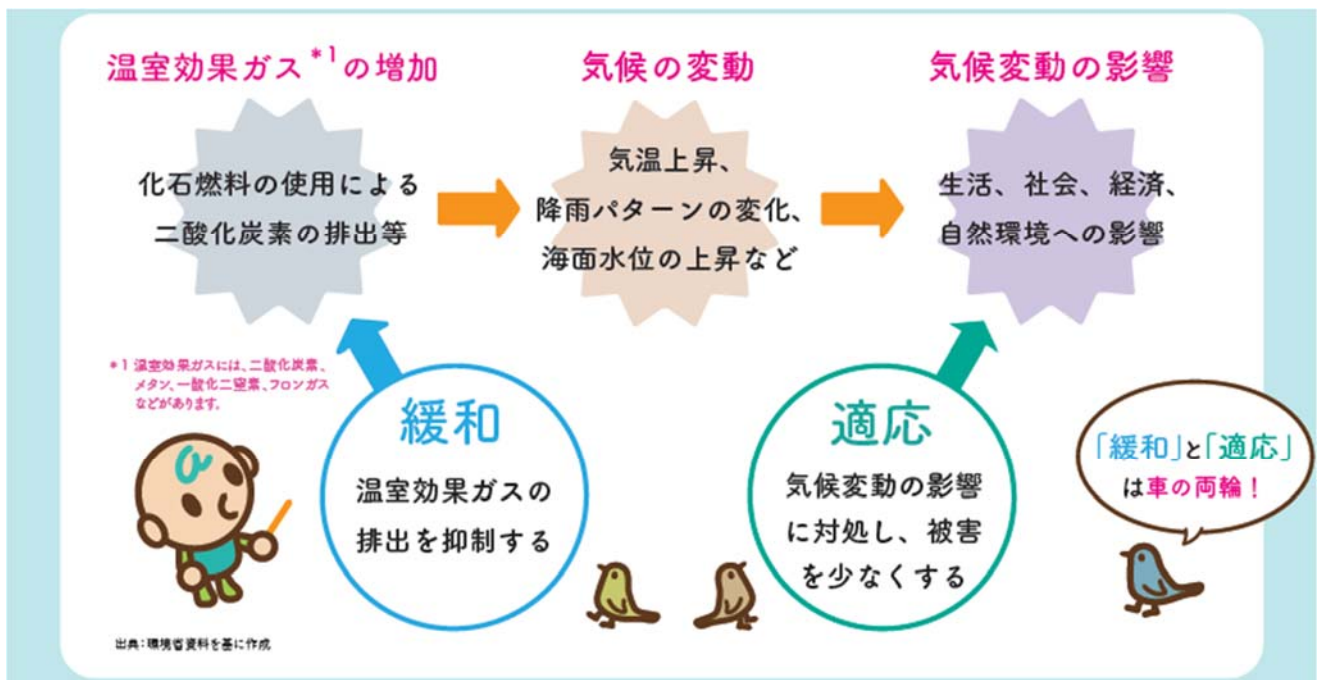 温室効果ガス*1の増加
気候の変動
気候変動の影響
化石燃料の使用による
二酸化炭素の排出等
気温上昇、
降雨パターンの変化、
海面水位の上昇など
生活、社会、経済、
自然環境への影響
*1 温室効果ガスには、二酸化炭素、
メタン、一酸化二窒素、フロンガス
などがあります。
緩和
温室効果ガスの
排出を抑制する
適応
気候変動の影響
に対処し、被害
を少なくする
「緩和」と「適応」
は車の両輪！
出典：環境省資料を基に作成